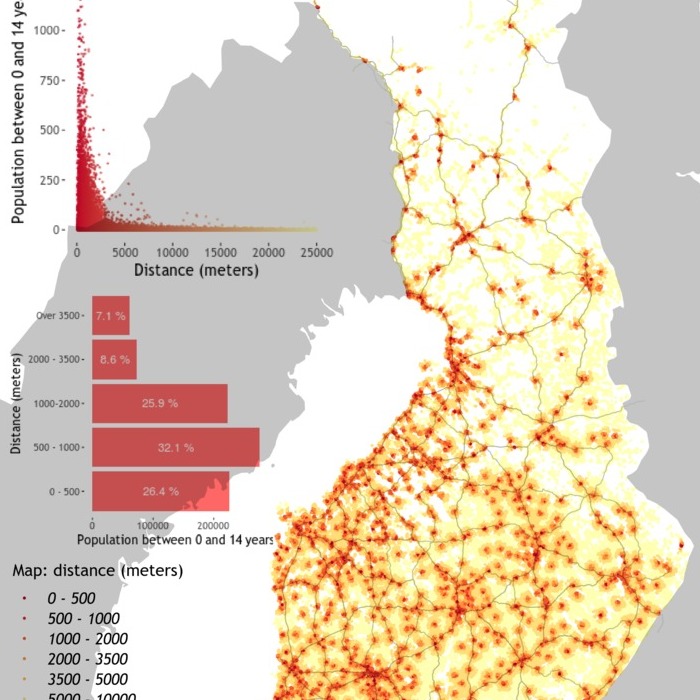 Population between 0 and 14 ye
1000
750
500
250
0
0 5000 10000 15000 20000 25000
Distance (meters)
Distance (meters)
Over 3500 7.1 %
2000 - 3500 8.6 %
1000-2000 25.9 %
500 - 1000 32.1 %
0 - 500 26.4 %
0 100000 200000
Population between 0 and 14 years
Map: distance (meters)
0 - 500
500 - 1000
1000 - 2000
2000 - 3500
3500 - 5000
5000 - 10000